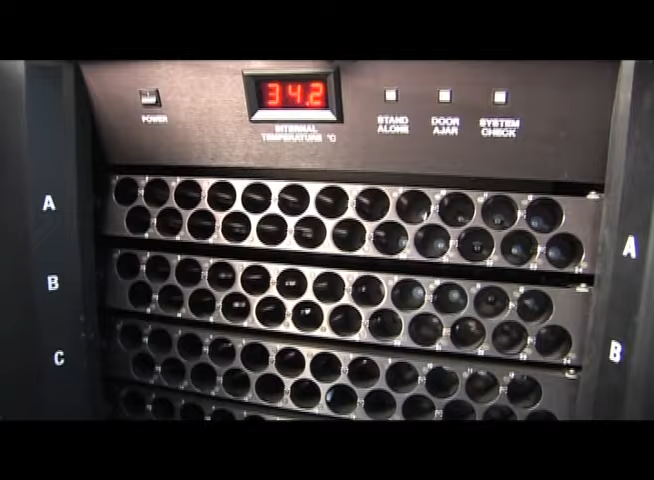 34.2
POWER
INTERNAL
TEMPERATURE °C
STAND
ALONE
DOOR
AJAR
SYSTEM
CHECK
A
B
C
A
B